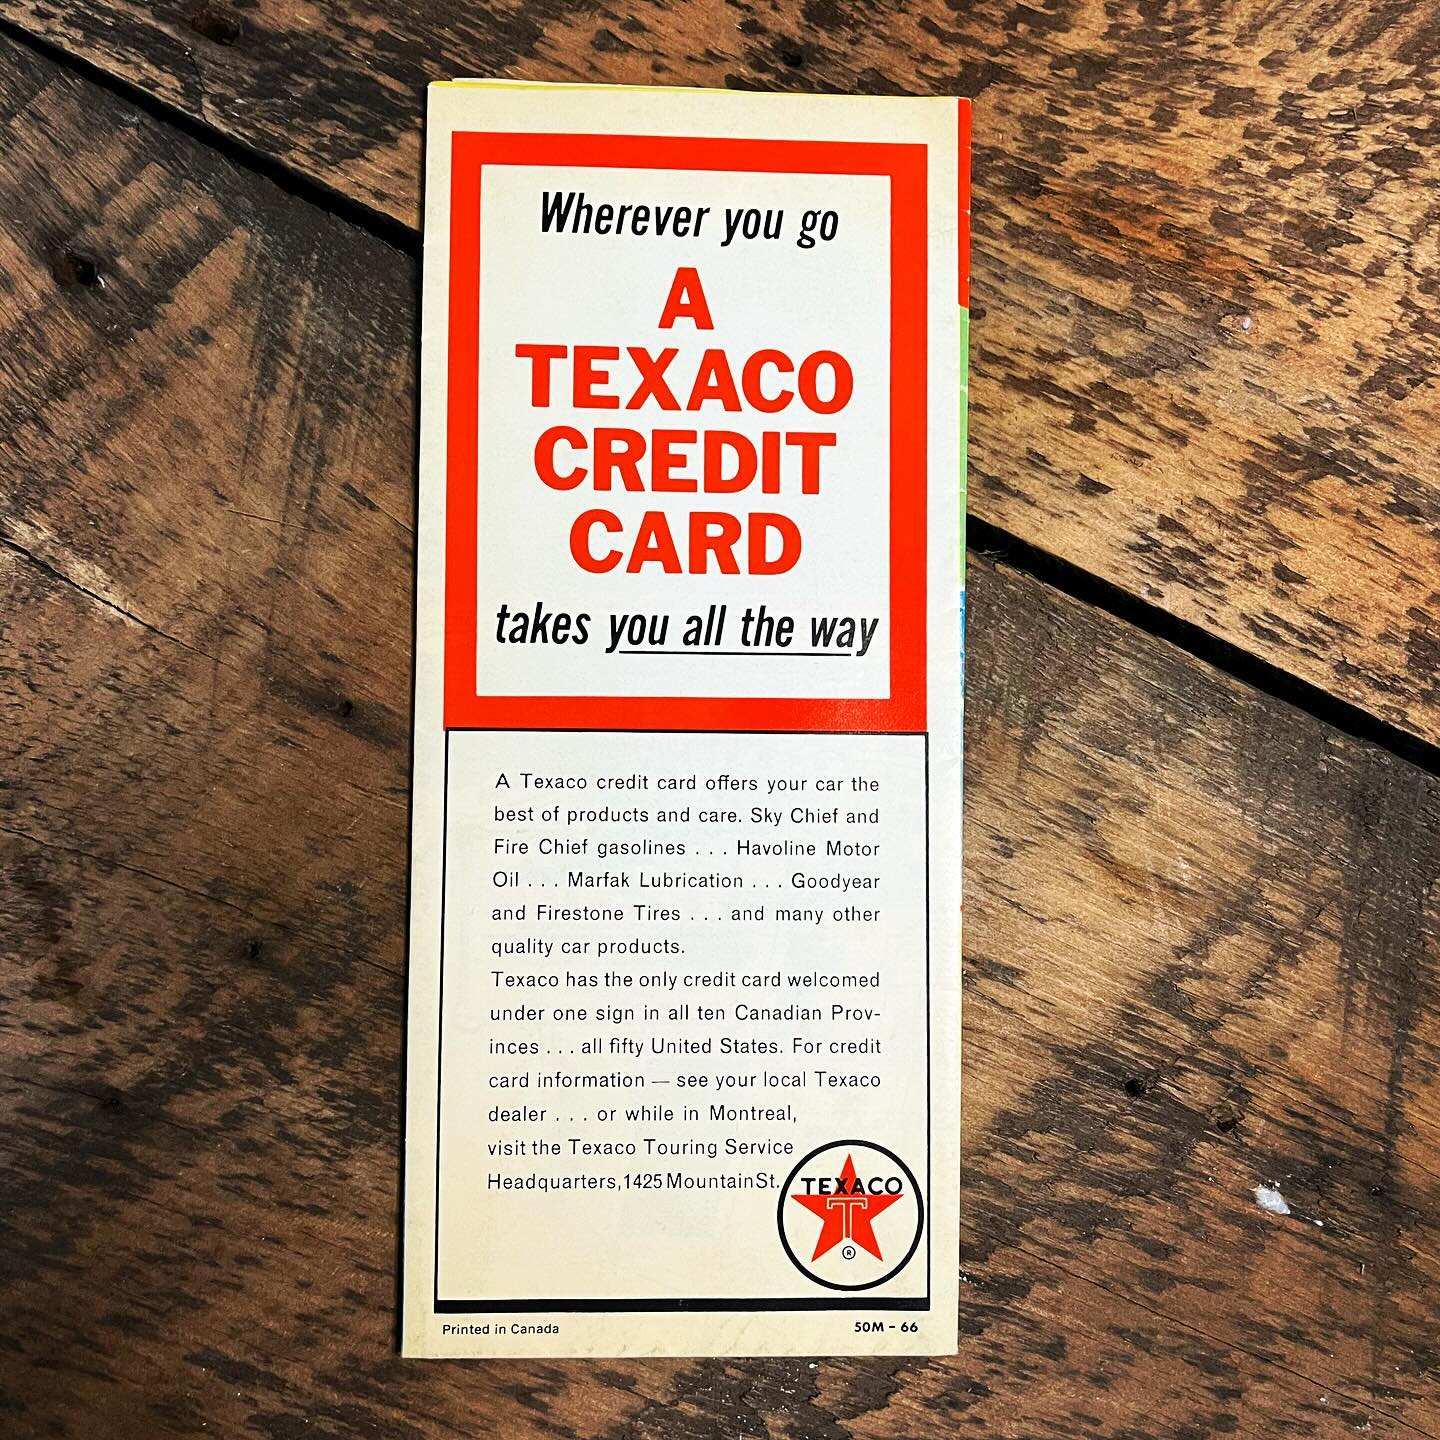 Wherever you go
A
TEXACO
CREDIT
CARD
takes you all the way
A Texaco credit card offers your car the
best of products and care. Sky Chief and
Fire Chief gasolines . . . Havoline Motor
Oil . . . Marfak Lubrication . . . Goodyear
and Firestone Tires . . . and many other
quality car products.
Texaco has the only credit card welcomed
under one sign in all ten Canadian Prov-
inces . . . all fifty United States. For credit
card information — see your local Texaco
dealer . . . or while in Montreal,
visit the Texaco Touring Service
Headquarters, 1425 Mountain St.
TEXACO
T
®
Printed in Canada
50M – 66